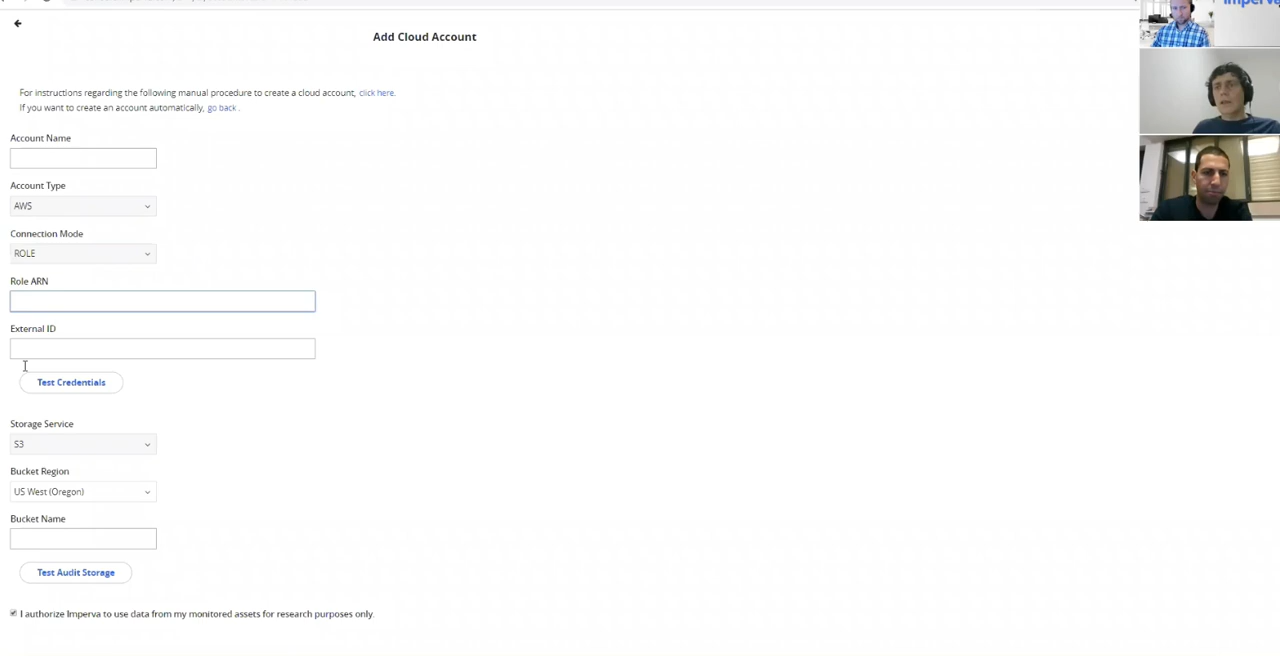 imperva
Add Cloud Account
For instructions regarding the following manual procedure to create a cloud account, click here.
If you want to create an account automatically, go back .
Account Name
Account Type
AWS
Connection Mode
ROLE
Role ARN
External ID
Test Credentials
Storage Service
S3
Bucket Region
US West (Oregon)
Bucket Name
Test Audit Storage
I authorize Imperva to use data from my monitored assets for research purposes only.